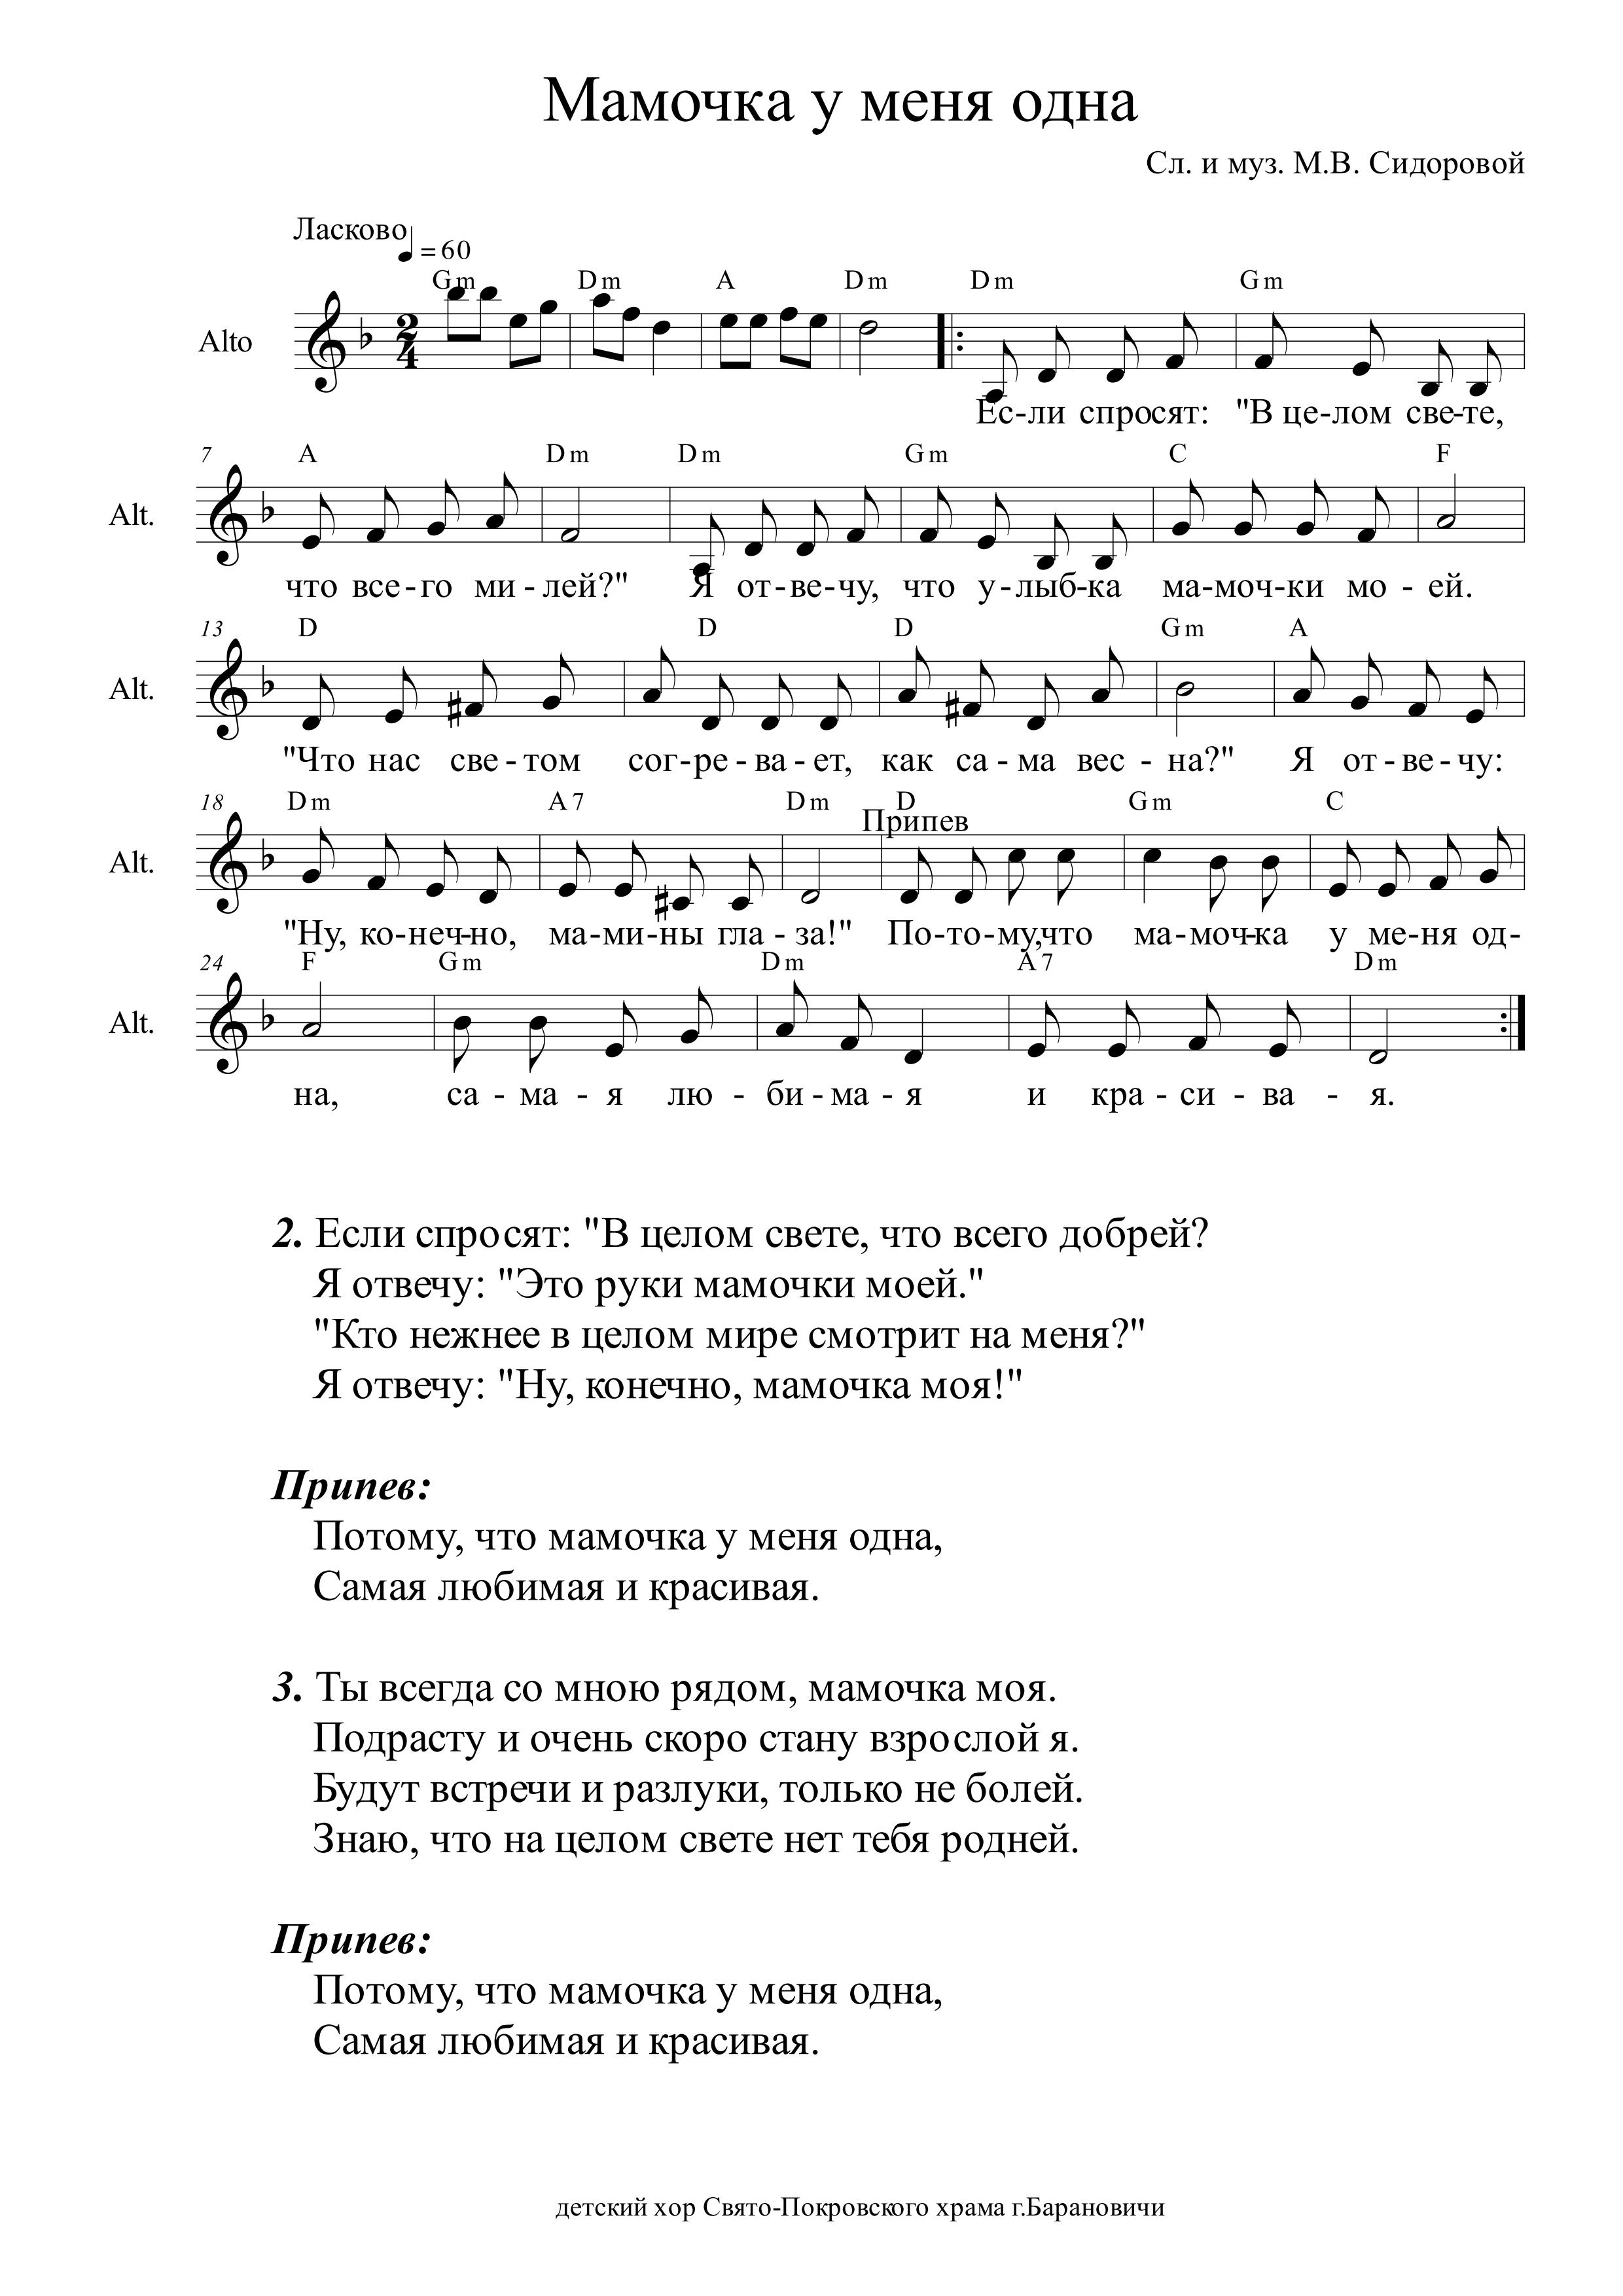 Мамочка у меня одна
Сл. и муз. М.В. Сидоровой
Ласково
= 60
Gm Dm A Dm Dm Gm
Alto
2
4
Ес-ли спросят: "В це-лом све-те,
7 A Dm Dm Gm C F
Alt.
что все-го ми-лей?" Я от-ве-чу, что у-лыб-ка ма-моч-ки мо-ей.
13 D D D Gm A
Alt.
"Что нас све-том сог-ре-ва-ет, как са-ма вес-на?" Я от-ве-чу:
18 Dm A7 Dm D Gm C
Припев
Alt.
"Ну, ко-неч-но, ма-ми-ны гла-за!" По-то-му,что ма-моч-ка у ме-ня од-
24 F Gm Dm A7 Dm
Alt.
на, са-ма-я лю-би-ма-я и кра-си-ва-я.
2. Если спросят: "В целом свете, что всего добрей?
Я отвечу: "Это руки мамочки моей."
"Кто нежнее в целом мире смотрит на меня?"
Я отвечу: "Ну, конечно, мамочка моя!"
Припев:
Потому, что мамочка у меня одна,
Самая любимая и красивая.
3. Ты всегда со мною рядом, мамочка моя.
Подрасту и очень скоро стану взрослой я.
Будут встречи и разлуки, только не болей.
Знаю, что на целом свете нет тебя родней.
Припев:
Потому, что мамочка у меня одна,
Самая любимая и красивая.
детский хор Свято-Покровского храма г.Барановичи